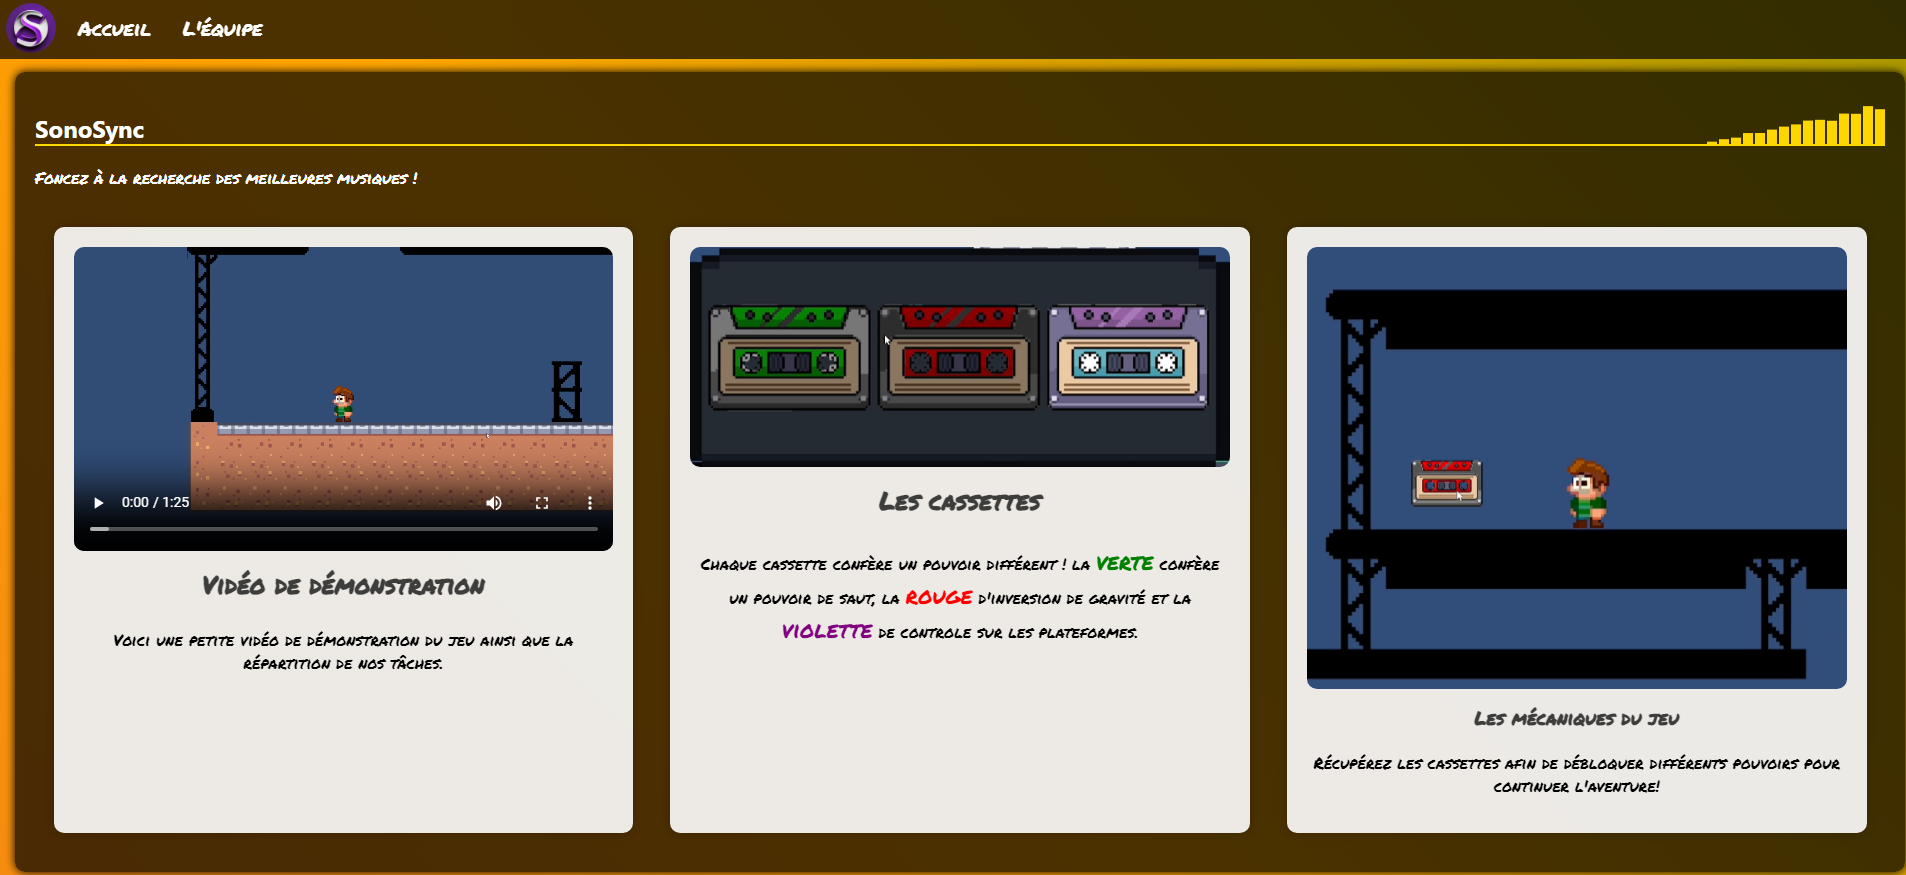 S
Accueil L'équipe
SonoSync
Foncez à la recherche des meilleures musiques !
0:00 / 1:25
Vidéo de démonstration
Voici une petite vidéo de démonstration du jeu ainsi que la
répartition de nos tâches.
Les cassettes
Chaque cassette confère un pouvoir différent ! la VERTE confère
un pouvoir de saut, la ROUGE d'inversion de gravité et la
VIOLETTE de controle sur les plateformes.
Les mécaniques du jeu
Récupérez les cassettes afin de débloquer différents pouvoirs pour
continuer l'aventure!